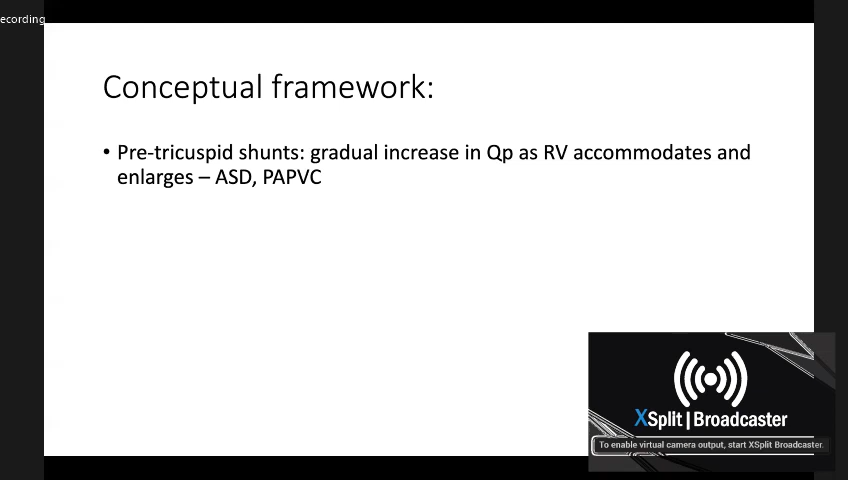 ecording
Conceptual framework:
• Pre-tricuspid shunts: gradual increase in Qp as RV accommodates and
enlarges – ASD, PAPVC
XSplit | Broadcaster
To enable virtual camera output, start XSplit Broadcaster.